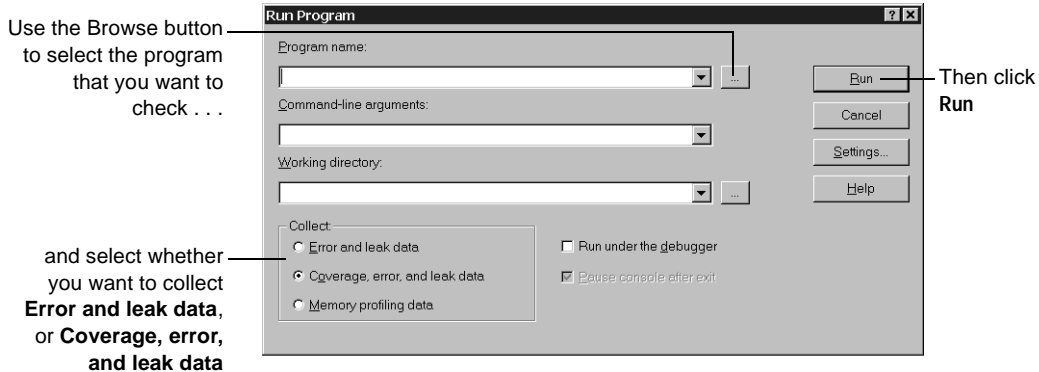 Use the Browse button
to select the program
that you want to
check . . .
Run Program
Program name:
...
Run
Then click
Run
Command-line arguments:
Cancel
Settings...
Working directory:
...
Help
and select whether
you want to collect
Error and leak data,
or Coverage, error,
and leak data
Collect:
Error and leak data
Coverage, error, and leak data
Memory profiling data
Run under the debugger
Pause console after exit